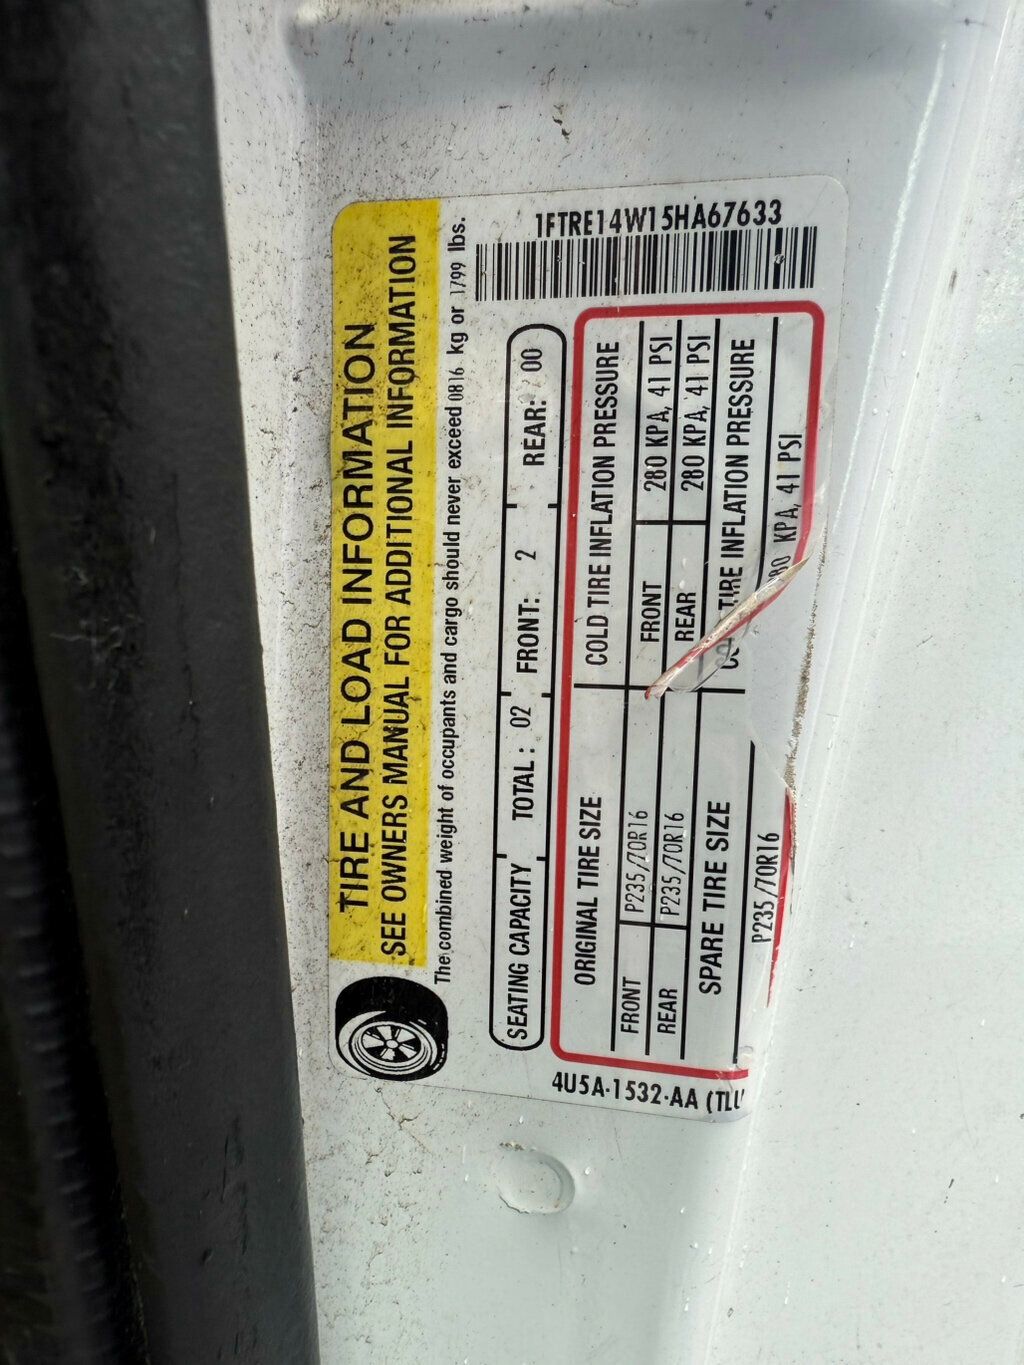 1FTRE14W15HA67633
TIRE AND LOAD INFORMATION
SEE OWNERS MANUAL FOR ADDITIONAL INFORMATION
The combined weight of occupants and cargo should never exceed 0816 kg or 1799 lbs.
SEATING CAPACITY TOTAL: 02 FRONT: 2 REAR: 00
ORIGINAL TIRE SIZE COLD TIRE INFLATION PRESSURE
FRONT P235/70R16 FRONT 280 KPA, 41 PSI
REAR P235/70R16 REAR 280 KPA, 41 PSI
SPARE TIRE SIZE TIRE INFLATION PRESSURE
P235/70R16 80 KPA, 41 PSI
4U5A-1532-AA (TLU